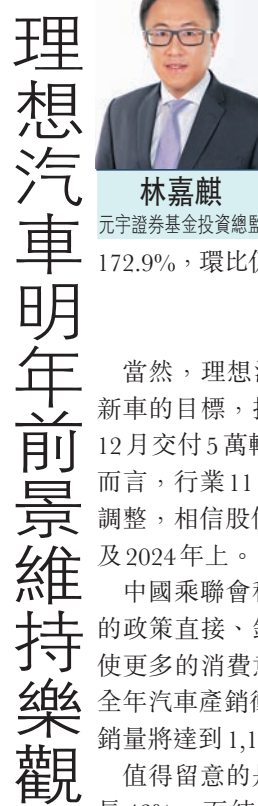 理想汽車明年前景維持樂觀
林嘉麒
元宇證券基金投資總監
172.9%，環比
當然，理想
新車的目標，
12月交付5萬輛
而言，行業11
調整，相信股
及2024年上。
中國乘聯會
的政策直接、
使更多的消費
全年汽車產銷
銷量將達到1,1
值得留意的